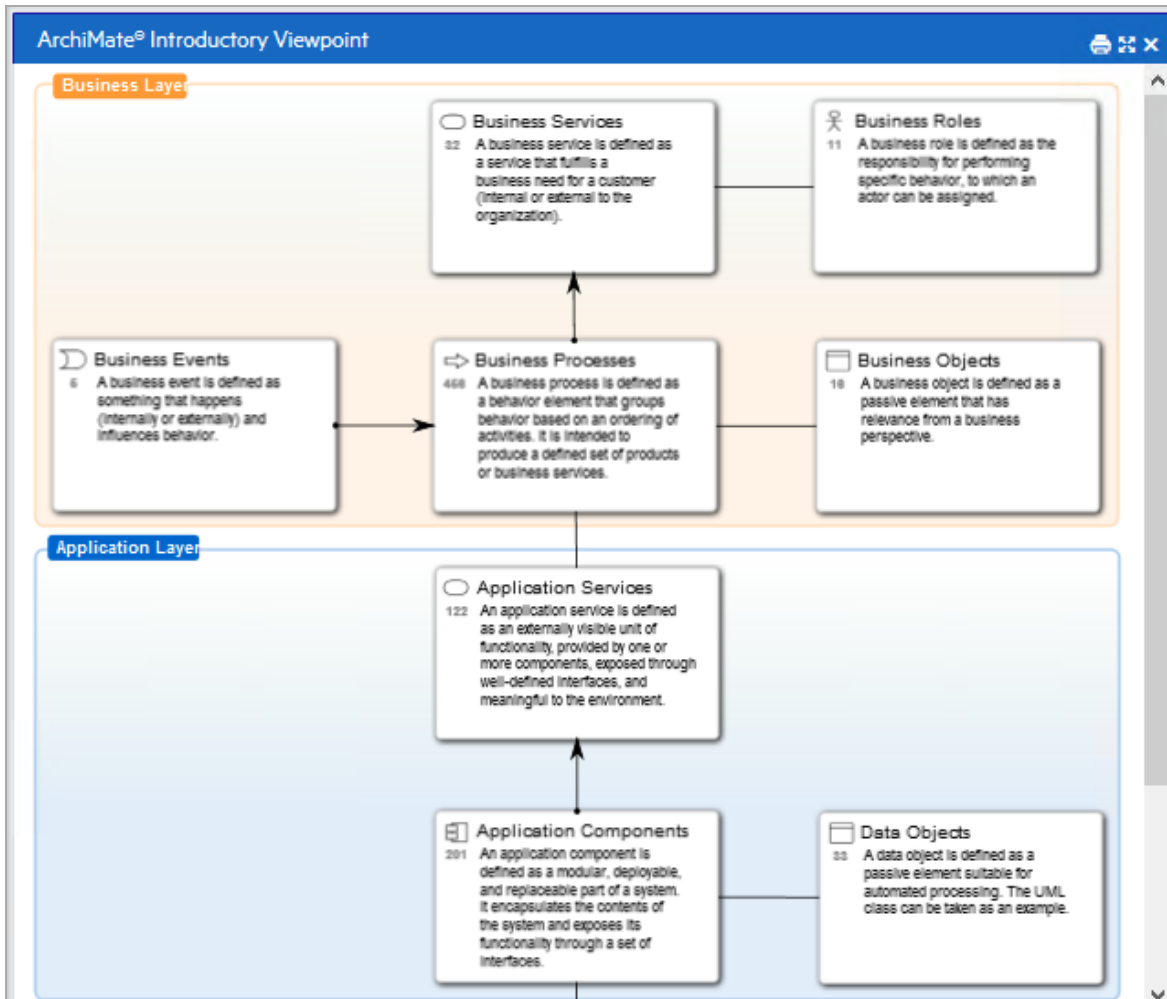 ArchiMate® Introductory Viewpoint
Business Layer
Business Services
32 A business service is defined as
a service that fulfills a
business need for a customer
(internal or external to the
organization).
Business Roles
11 A business role is defined as the
responsibility for performing
specific behavior, to which an
actor can be assigned.
Business Events
A business event is defined as
something that happens
(internally or externally) and
influences behavior.
Business Processes
A business process is defined as
a behavior element that groups
behavior based on an ordering of
activities. It is intended to
produce a defined set of products
or business services.
Business Objects
A business object is defined as a
passive element that has
relevance from a business
perspective.
Application Layer
Application Services
122 An application service is defined
as an externally visible unit of
functionality, provided by one or
more components, exposed through
well-defined interfaces, and
meaningful to the environment.
Application Components
201 An application component is
defined as a modular, deployable,
and replaceable part of a system.
It encapsulates the contents of
the system and exposes its
functionality through a set of
interfaces.
Data Objects
33 A data object is defined as a
passive element suitable for
automated processing. The UML
class can be taken as an example.